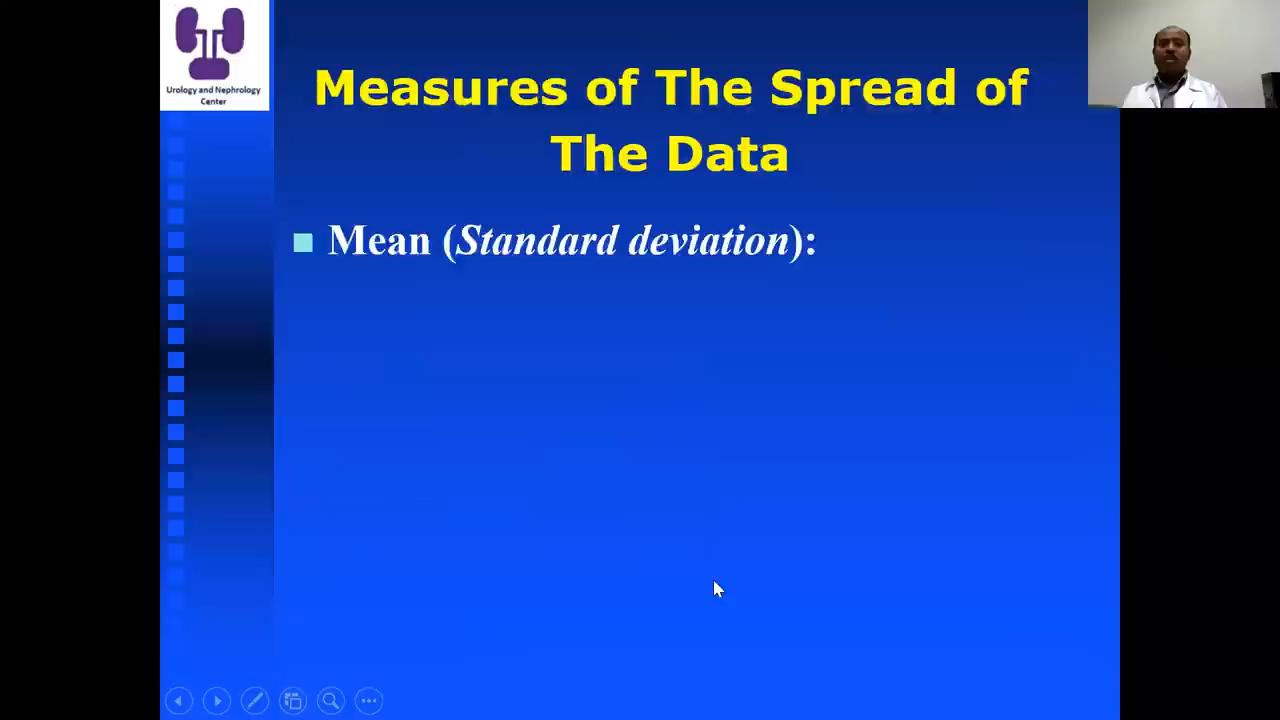 Urology and Nephrology
Center
Measures of The Spread of
The Data
Mean (Standard deviation):